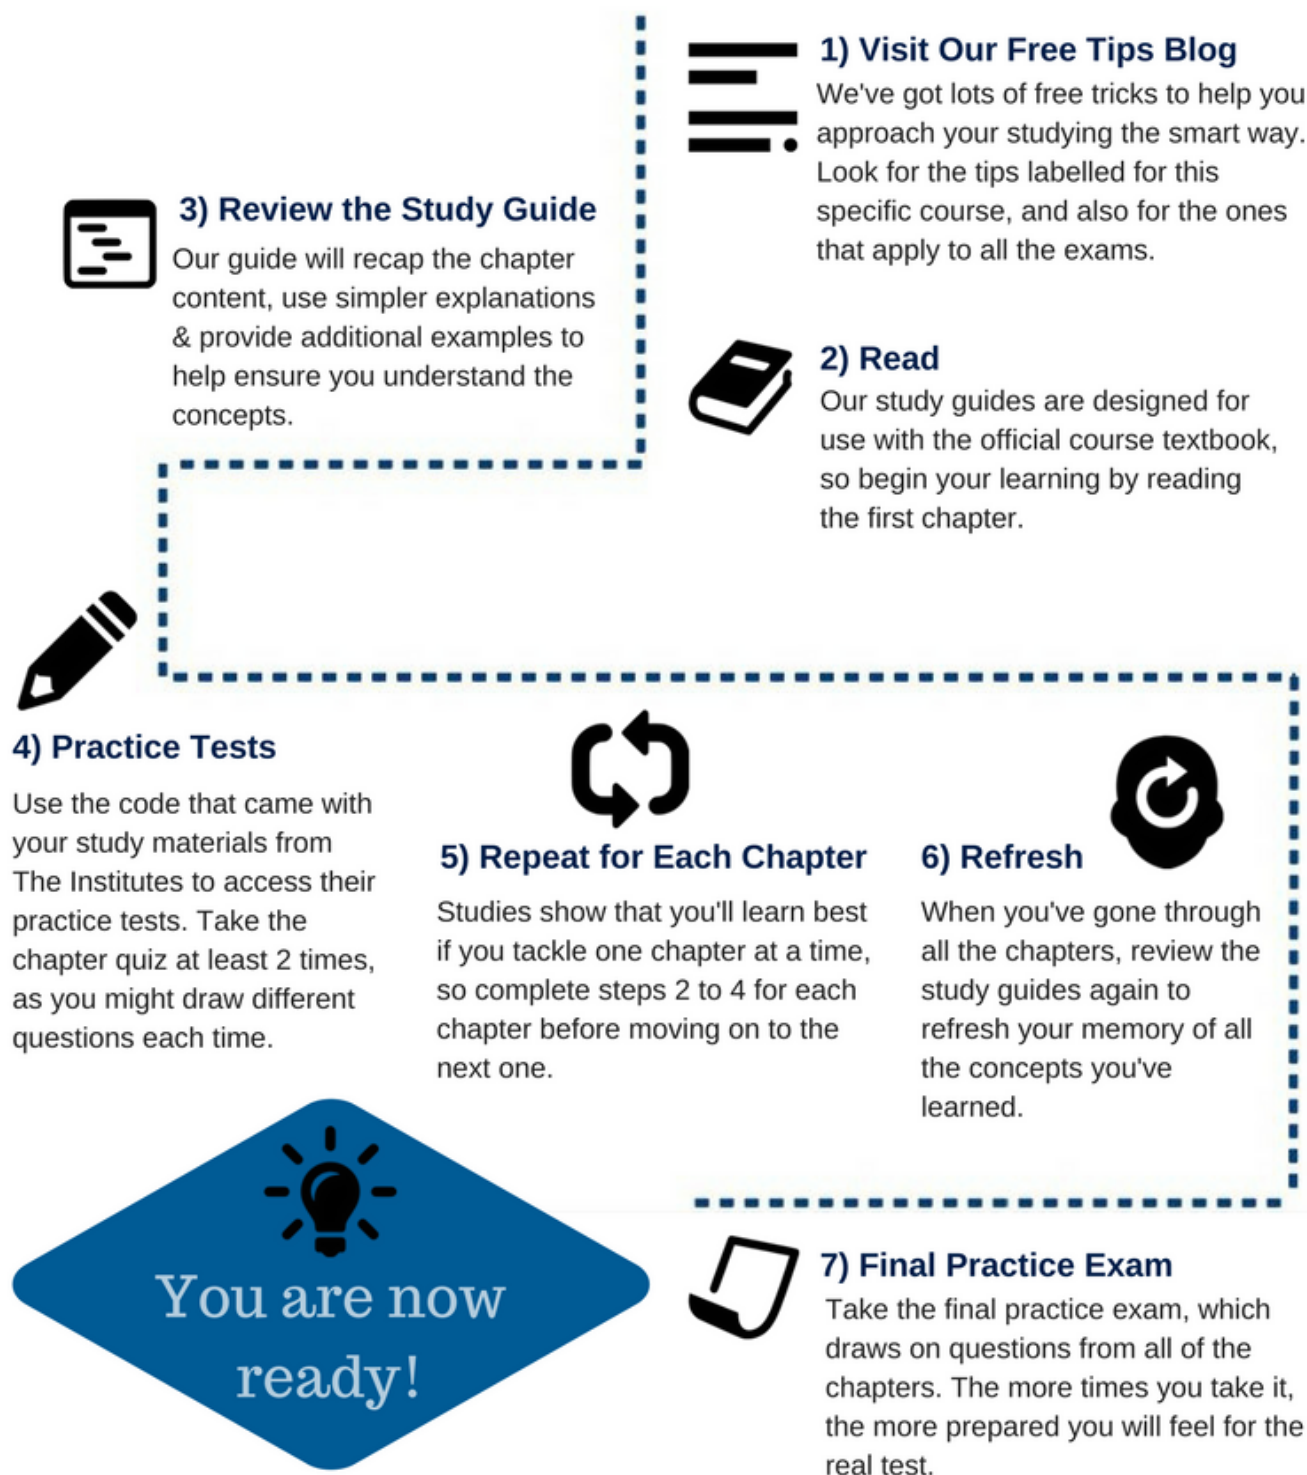 1) Visit Our Free Tips Blog
We've got lots of free tricks to help you
approach your studying the smart way.
Look for the tips labelled for this
specific course, and also for the ones
that apply to all the exams.
2) Read
Our study guides are designed for
use with the official course textbook,
so begin your learning by reading
the first chapter.
3) Review the Study Guide
Our guide will recap the chapter
content, use simpler explanations
& provide additional examples to
help ensure you understand the
concepts.
4) Practice Tests
Use the code that came with
your study materials from
The Institutes to access their
practice tests. Take the
chapter quiz at least 2 times,
as you might draw different
questions each time.
5) Repeat for Each Chapter
Studies show that you'll learn best
if you tackle one chapter at a time,
so complete steps 2 to 4 for each
chapter before moving on to the
next one.
6) Refresh
When you've gone through
all the chapters, review the
study guides again to
refresh your memory of all
the concepts you've
learned.
7) Final Practice Exam
Take the final practice exam, which
draws on questions from all of the
chapters. The more times you take it,
the more prepared you will feel for the
real test.
You are now
ready!